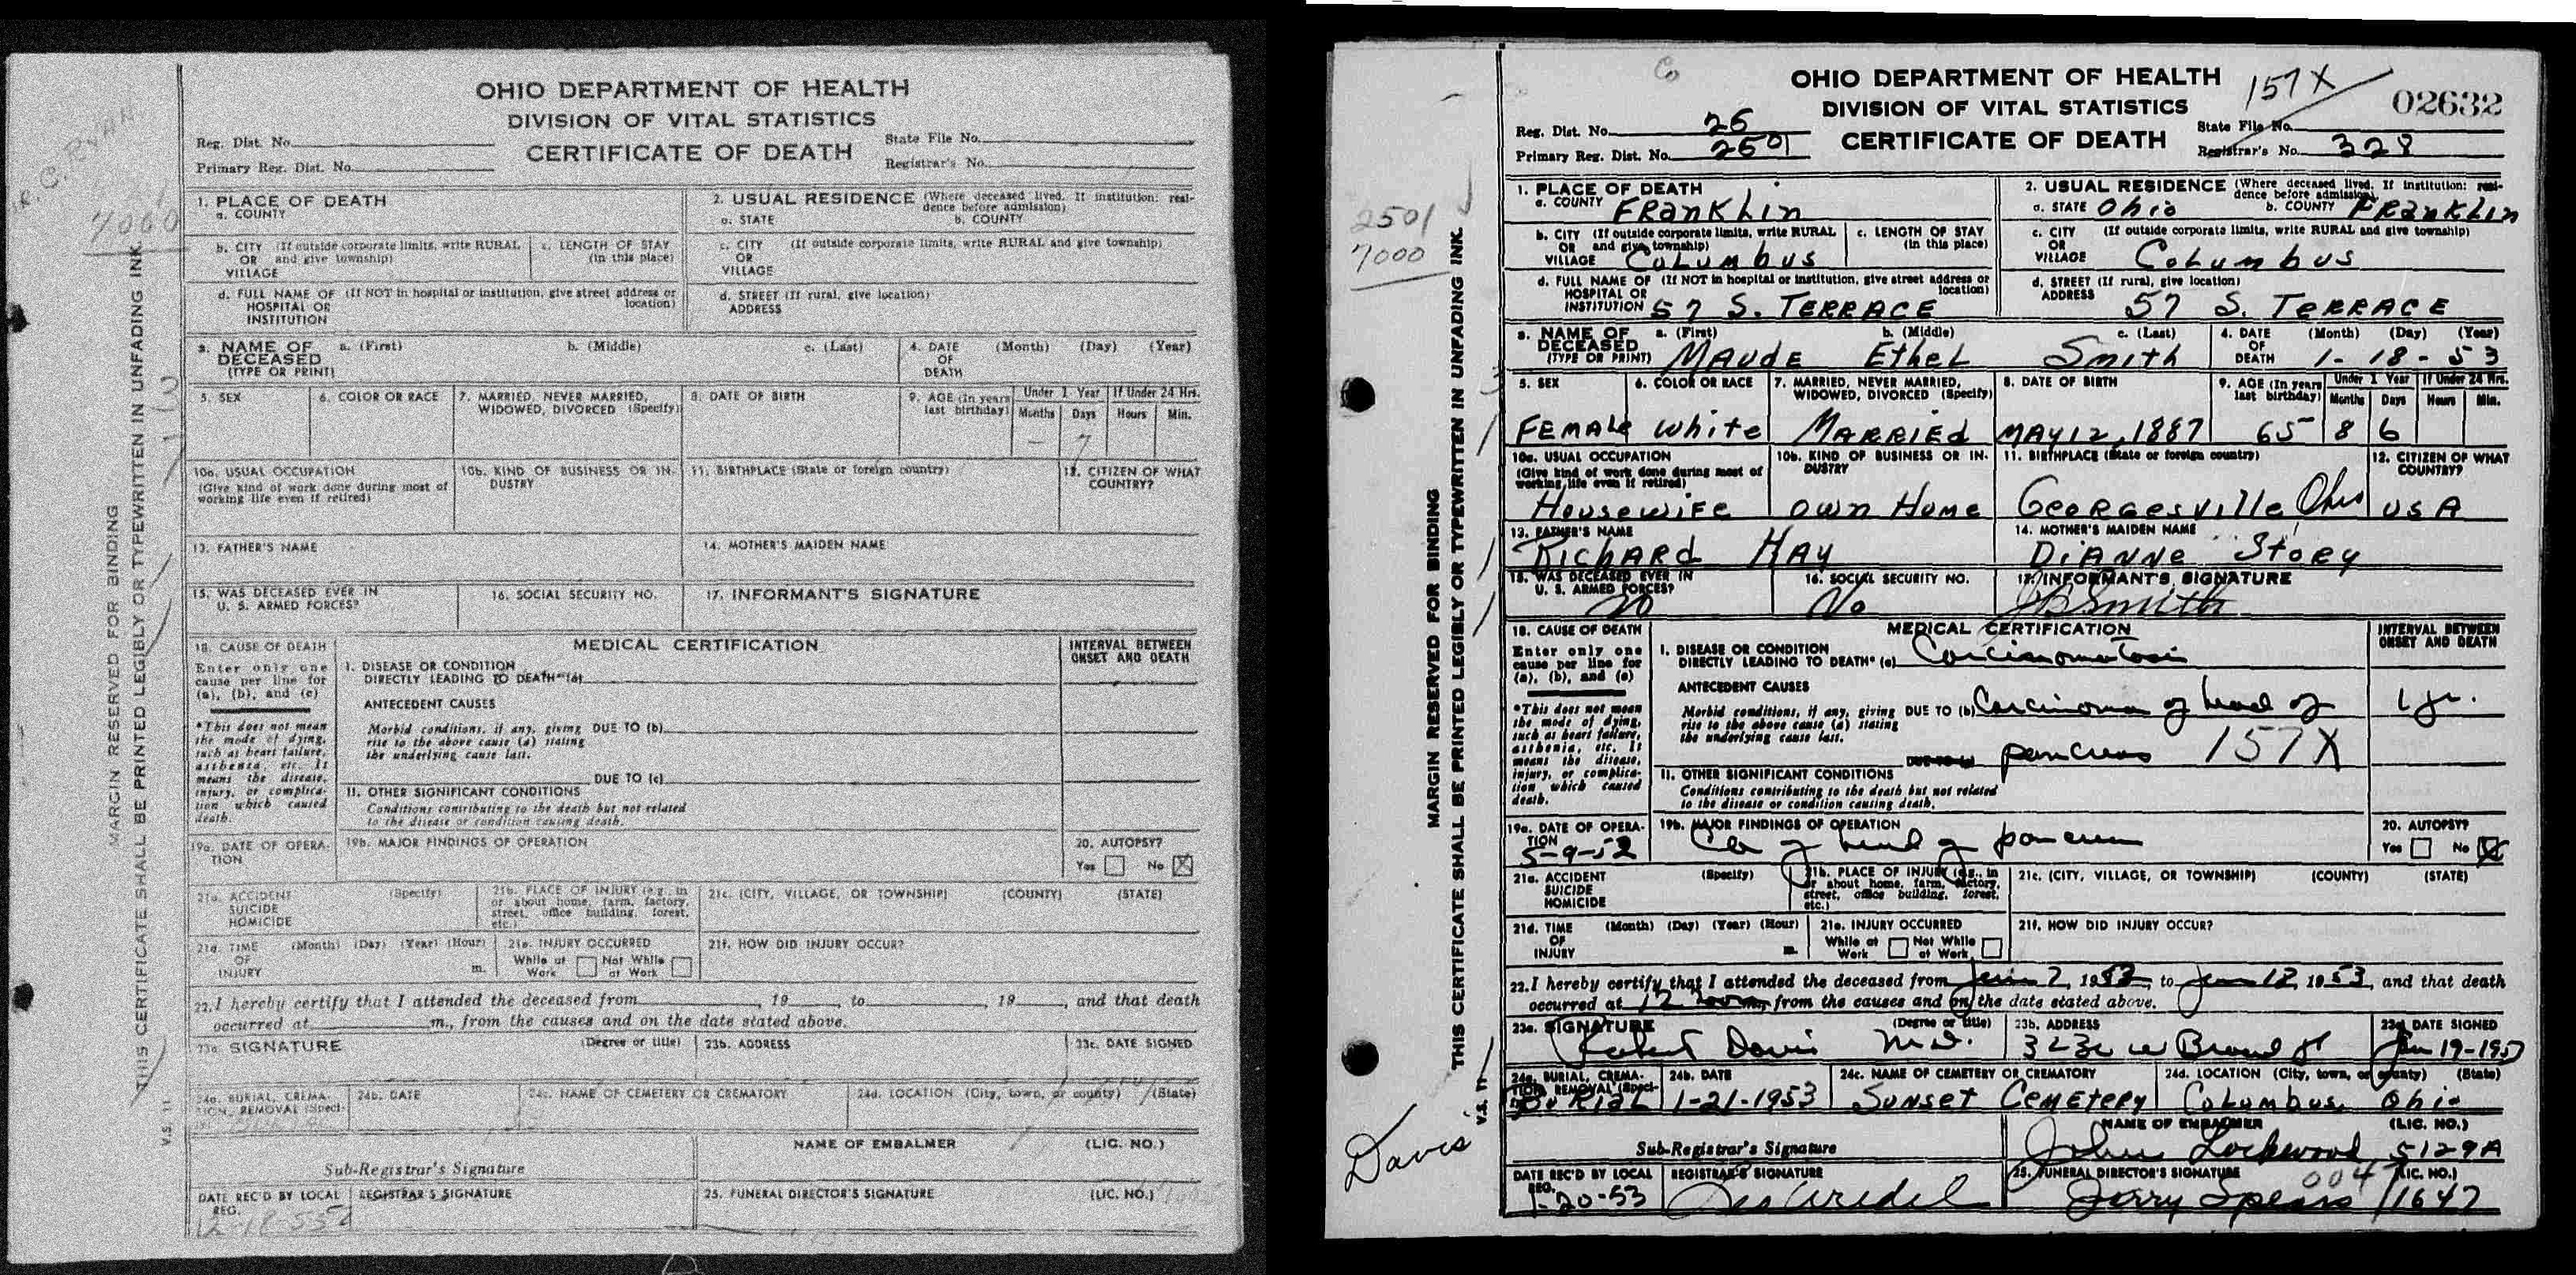 OHIO DEPARTMENT OF HEALTH
DIVISION OF VITAL STATISTICS
CERTIFICATE OF DEATH
Reg. Dist. No.
Primary Reg. Dist. No.
State File No.
Registrar's No.
7000
MARGIN RESERVED FOR BINDING
THIS CERTIFICATE SHALL BE PRINTED LEGIBLY OR TYPEWRITTEN IN UNFADING INK
V.S. 11
1. PLACE OF DEATH
a. COUNTY
2. USUAL RESIDENCE (Where deceased lived. If institution: resi-
dence before admission)
a. STATE b. COUNTY
b. CITY (If outside corporate limits, write RURAL
OR and give township)
VILLAGE
c. LENGTH OF STAY
(in this place)
c. CITY (If outside corporate limits, write RURAL and give township)
OR
VILLAGE
d. FULL NAME OF (If NOT in hospital or institution, give street address or
HOSPITAL OR location)
INSTITUTION
d. STREET (If rural, give location)
ADDRESS
3. NAME OF a. (First) b. (Middle) c. (Last)
DECEASED
(TYPE OR PRINT)
4. DATE (Month) (Day) (Year)
OF
DEATH
5. SEX
6. COLOR OR RACE
7. MARRIED, NEVER MARRIED,
WIDOWED, DIVORCED (Specify)
8. DATE OF BIRTH
9. AGE (In years
last birthday)
Under 1 Year
Months Days
If Under 24 Hrs.
Hours Min.
– 7
10a. USUAL OCCUPATION
(Give kind of work done during most of
working life even if retired)
10b. KIND OF BUSINESS OR IN-
DUSTRY
11. BIRTHPLACE (State or foreign country)
12. CITIZEN OF WHAT
COUNTRY?
13. FATHER'S NAME
14. MOTHER'S MAIDEN NAME
15. WAS DECEASED EVER IN
U. S. ARMED FORCES?
16. SOCIAL SECURITY NO.
17. INFORMANT'S SIGNATURE
18. CAUSE OF DEATH
Enter only one
cause per line for
(a), (b), and (c)
*This does not mean
the mode of dying,
such as heart failure,
asthenia, etc. It
means the disease,
injury, or complica-
tion which caused
death.
MEDICAL CERTIFICATION
INTERVAL BETWEEN
ONSET AND DEATH
I. DISEASE OR CONDITION
DIRECTLY LEADING TO DEATH* (a)
ANTECEDENT CAUSES
Morbid conditions, if any, giving DUE TO (b)
rise to the above cause (a) stating
the underlying cause last.
DUE TO (c)
II. OTHER SIGNIFICANT CONDITIONS
Conditions contributing to the death but not related
to the disease or condition causing death.
19a. DATE OF OPERA-
TION
19b. MAJOR FINDINGS OF OPERATION
20. AUTOPSY?
Yes No X
21a. ACCIDENT (Specify)
SUICIDE
HOMICIDE
21b. PLACE OF INJURY (e.g., in
or about home, farm, factory,
street, office building, forest,
etc.)
21c. (CITY, VILLAGE, OR TOWNSHIP) (COUNTY) (STATE)
21d. TIME (Month) (Day) (Year) (Hour)
OF
INJURY m.
21e. INJURY OCCURRED
While at Not While
Work at Work
21f. HOW DID INJURY OCCUR?
22. I hereby certify that I attended the deceased from , 19 , to , 19 , and that death
occurred at m., from the causes and on the date stated above.
23a. SIGNATURE (Degree or title)
23b. ADDRESS
23c. DATE SIGNED
24a. BURIAL, CREMA-
TION, REMOVAL (Speci-
24b. DATE
24c. NAME OF CEMETERY OR CREMATORY
24d. LOCATION (City, town, or county) (State)
Sub-Registrar's Signature
NAME OF EMBALMER (LIC. NO.)
DATE REC'D BY LOCAL
REG.
REGISTRAR'S SIGNATURE
25. FUNERAL DIRECTOR'S SIGNATURE (LIC. NO.)
OHIO DEPARTMENT OF HEALTH
DIVISION OF VITAL STATISTICS
CERTIFICATE OF DEATH
157X
02632
Reg. Dist. No. 25
Primary Reg. Dist. No. 2501
State File No.
Registrar's No. 328
2501
7000
MARGIN RESERVED FOR BINDING
THIS CERTIFICATE SHALL BE PRINTED LEGIBLY OR TYPEWRITTEN IN UNFADING INK
V.S. 11
Davis
1. PLACE OF DEATH
a. COUNTY FRanKLin
2. USUAL RESIDENCE (Where deceased lived. If institution: resi-
dence before admission)
a. STATE Ohio b. COUNTY FRanKLin
b. CITY (If outside corporate limits, write RURAL
OR and give township)
VILLAGE Columbus
c. LENGTH OF STAY
(in this place)
c. CITY (If outside corporate limits, write RURAL and give township)
OR
VILLAGE Columbus
d. FULL NAME OF (If NOT in hospital or institution, give street address or
HOSPITAL OR location)
INSTITUTION 57 S. TERRACE
d. STREET (If rural, give location)
ADDRESS 57 S. TERRACE
3. NAME OF a. (First) b. (Middle) c. (Last)
DECEASED
(TYPE OR PRINT) MAUDE EtheL Smith
4. DATE (Month) (Day) (Year)
OF
DEATH 1-18-53
5. SEX
FEMALe
6. COLOR OR RACE
white
7. MARRIED, NEVER MARRIED,
WIDOWED, DIVORCED (Specify)
MARRIEd
8. DATE OF BIRTH
MAY 12, 1887
9. AGE (In years
last birthday)
65
Under 1 Year
Months Days
8 6
If Under 24 Hrs.
Hours Min.
10a. USUAL OCCUPATION
(Give kind of work done during most of
working life even if retired)
Housewife
10b. KIND OF BUSINESS OR IN-
DUSTRY
own Home
11. BIRTHPLACE (State or foreign country)
Georgesville Ohio
12. CITIZEN OF WHAT
COUNTRY?
USA
13. FATHER'S NAME
RichaRd HAY
14. MOTHER'S MAIDEN NAME
DiANNe Story
15. WAS DECEASED EVER IN
U. S. ARMED FORCES?
no
16. SOCIAL SECURITY NO.
No
17. INFORMANT'S SIGNATURE
Smith
18. CAUSE OF DEATH
Enter only one
cause per line for
(a), (b), and (c)
*This does not mean
the mode of dying,
such as heart failure,
asthenia, etc. It
means the disease,
injury, or complica-
tion which caused
death.
MEDICAL CERTIFICATION
INTERVAL BETWEEN
ONSET AND DEATH
I. DISEASE OR CONDITION
DIRECTLY LEADING TO DEATH* (a) Carcinomatosis
ANTECEDENT CAUSES
Morbid conditions, if any, giving DUE TO (b) Carcinoma of head of 1 yr.
rise to the above cause (a) stating
the underlying cause last.
pancreas 157X
II. OTHER SIGNIFICANT CONDITIONS
Conditions contributing to the death but not related
to the disease or condition causing death.
19a. DATE OF OPERA-
TION
5-9-52
19b. MAJOR FINDINGS OF OPERATION
Ca of head of pancreas
20. AUTOPSY?
Yes No X
21a. ACCIDENT (Specify)
SUICIDE
HOMICIDE
21b. PLACE OF INJURY (e.g., in
or about home, farm, factory,
street, office building, forest,
etc.)
21c. (CITY, VILLAGE, OR TOWNSHIP) (COUNTY) (STATE)
21d. TIME (Month) (Day) (Year) (Hour)
OF
INJURY m.
21e. INJURY OCCURRED
While at Not While
Work at Work
21f. HOW DID INJURY OCCUR?
22. I hereby certify that I attended the deceased from 1953, to Jan 1953, and that death
occurred at 12 noon m., from the causes and on the date stated above.
23a. SIGNATURE (Degree or title)
Robert Davis M.D.
23b. ADDRESS
W Broad St
23c. DATE SIGNED
Jan 19-1953
24a. BURIAL, CREMA-
TION, REMOVAL (Speci-
BuRiaL
24b. DATE
1-21-1953
24c. NAME OF CEMETERY OR CREMATORY
Sunset Cemetery
24d. LOCATION (City, town, or county) (State)
Columbus, Ohio
Sub-Registrar's Signature
NAME OF EMBALMER (LIC. NO.)
John Lockwood 5129A
DATE REC'D BY LOCAL
REG.
1-20-53
REGISTRAR'S SIGNATURE
25. FUNERAL DIRECTOR'S SIGNATURE (LIC. NO.)
004
Jerry Spears 1647